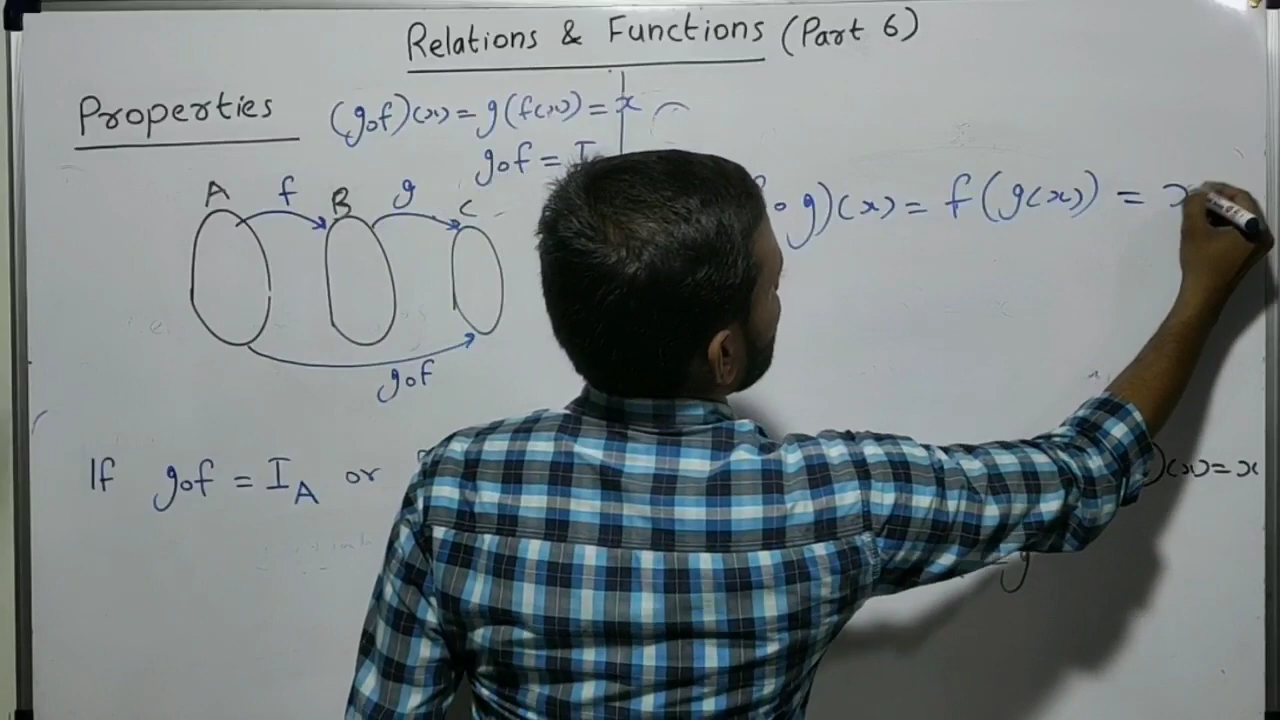 Relations & Functions (Part 6)
Properties (gof)(x) = g(f(x)) = x
gof = I
∘g)(x) = f(g(x)) = x
A f B g C
gof
If gof = I_A or
)(x) = x
g